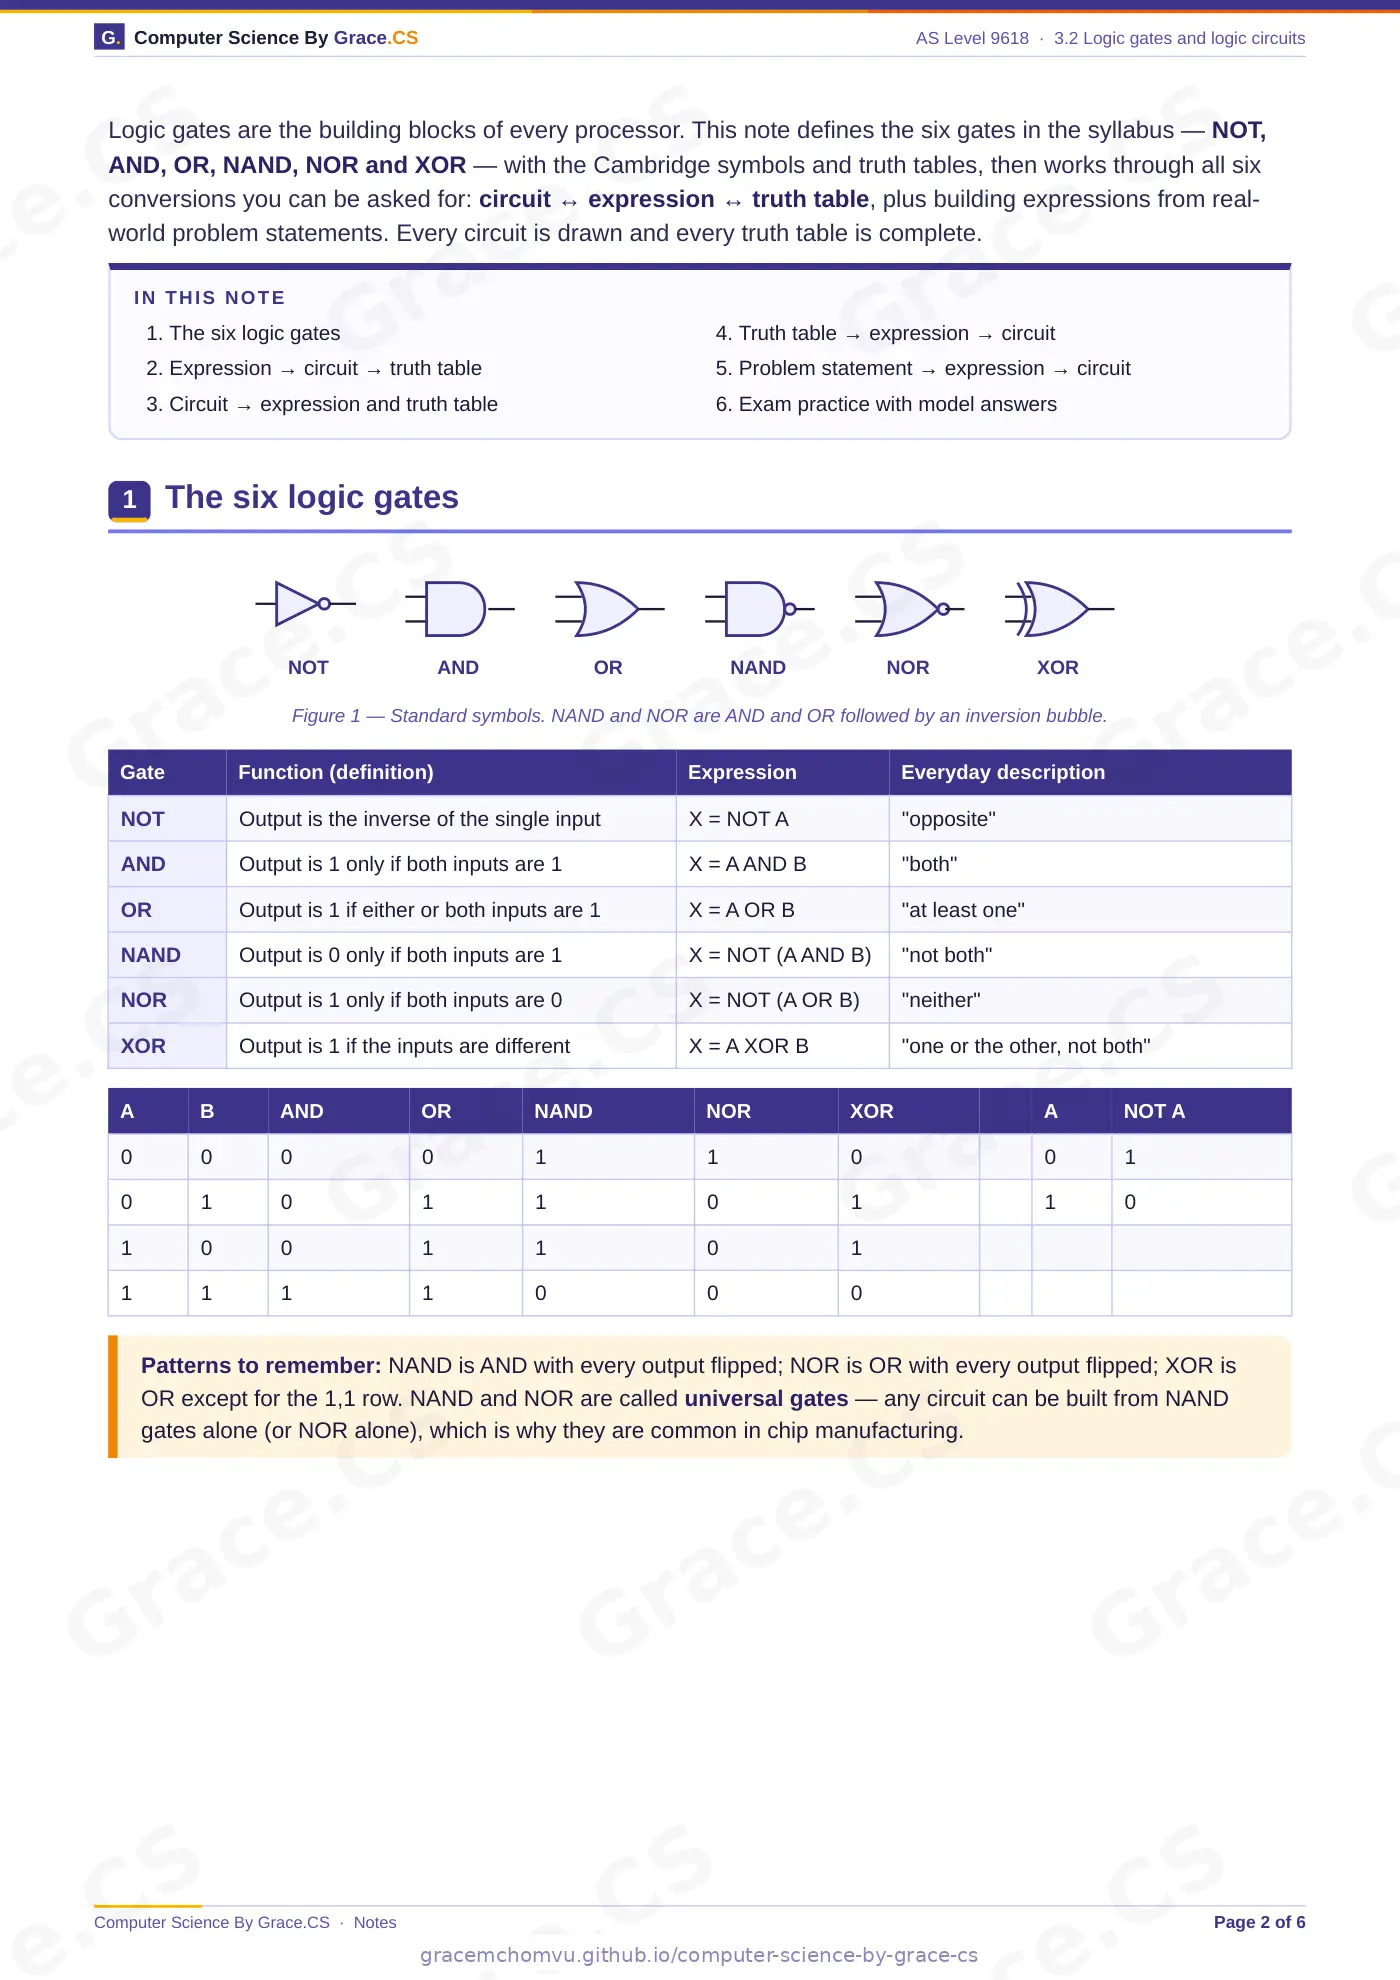 G. Computer Science By Grace.CS
AS Level 9618 · 3.2 Logic gates and logic circuits
Logic gates are the building blocks of every processor. This note defines the six gates in the syllabus — NOT,
AND, OR, NAND, NOR and XOR — with the Cambridge symbols and truth tables, then works through all six
conversions you can be asked for: circuit ↔ expression ↔ truth table, plus building expressions from real-
world problem statements. Every circuit is drawn and every truth table is complete.
IN THIS NOTE
1. The six logic gates
2. Expression → circuit → truth table
3. Circuit → expression and truth table
4. Truth table → expression → circuit
5. Problem statement → expression → circuit
6. Exam practice with model answers
1 The six logic gates
NOT AND OR NAND NOR XOR
Figure 1 — Standard symbols. NAND and NOR are AND and OR followed by an inversion bubble.
Gate Function (definition) Expression Everyday description
NOT Output is the inverse of the single input X = NOT A "opposite"
AND Output is 1 only if both inputs are 1 X = A AND B "both"
OR Output is 1 if either or both inputs are 1 X = A OR B "at least one"
NAND Output is 0 only if both inputs are 1 X = NOT (A AND B) "not both"
NOR Output is 1 only if both inputs are 0 X = NOT (A OR B) "neither"
XOR Output is 1 if the inputs are different X = A XOR B "one or the other, not both"
A B AND OR NAND NOR XOR A NOT A
0 0 0 0 1 1 0 0 1
0 1 0 1 1 0 1 1 0
1 0 0 1 1 0 1
1 1 1 1 0 0 0
Patterns to remember: NAND is AND with every output flipped; NOR is OR with every output flipped; XOR is
OR except for the 1,1 row. NAND and NOR are called universal gates — any circuit can be built from NAND
gates alone (or NOR alone), which is why they are common in chip manufacturing.
Computer Science By Grace.CS · Notes
Page 2 of 6
gracemchomvu.github.io/computer-science-by-grace-cs